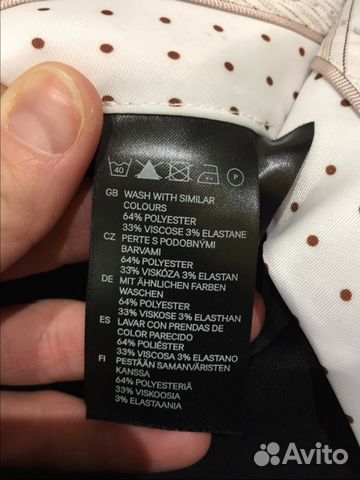 40 P
GB WASH WITH SIMILAR
COLOURS
64% POLYESTER
33% VISCOSE 3% ELASTANE
CZ PERTE S PODOBNÝMI
BARVAMI
64% POLYESTER
33% VISKÓZA 3% ELASTAN
DE MIT ÄHNLICHEN FARBEN
WASCHEN
64% POLYESTER
33% VISKOSE 3% ELASTHAN
ES LAVAR CON PRENDAS DE
COLOR PARECIDO
64% POLIÉSTER
33% VISCOSA 3% ELASTANO
FI PESTÄÄN SAMANVÄRISTEN
KANSSA
64% POLYESTERIÄ
33% VISKOOSIA
3% ELASTAANIA
Avito